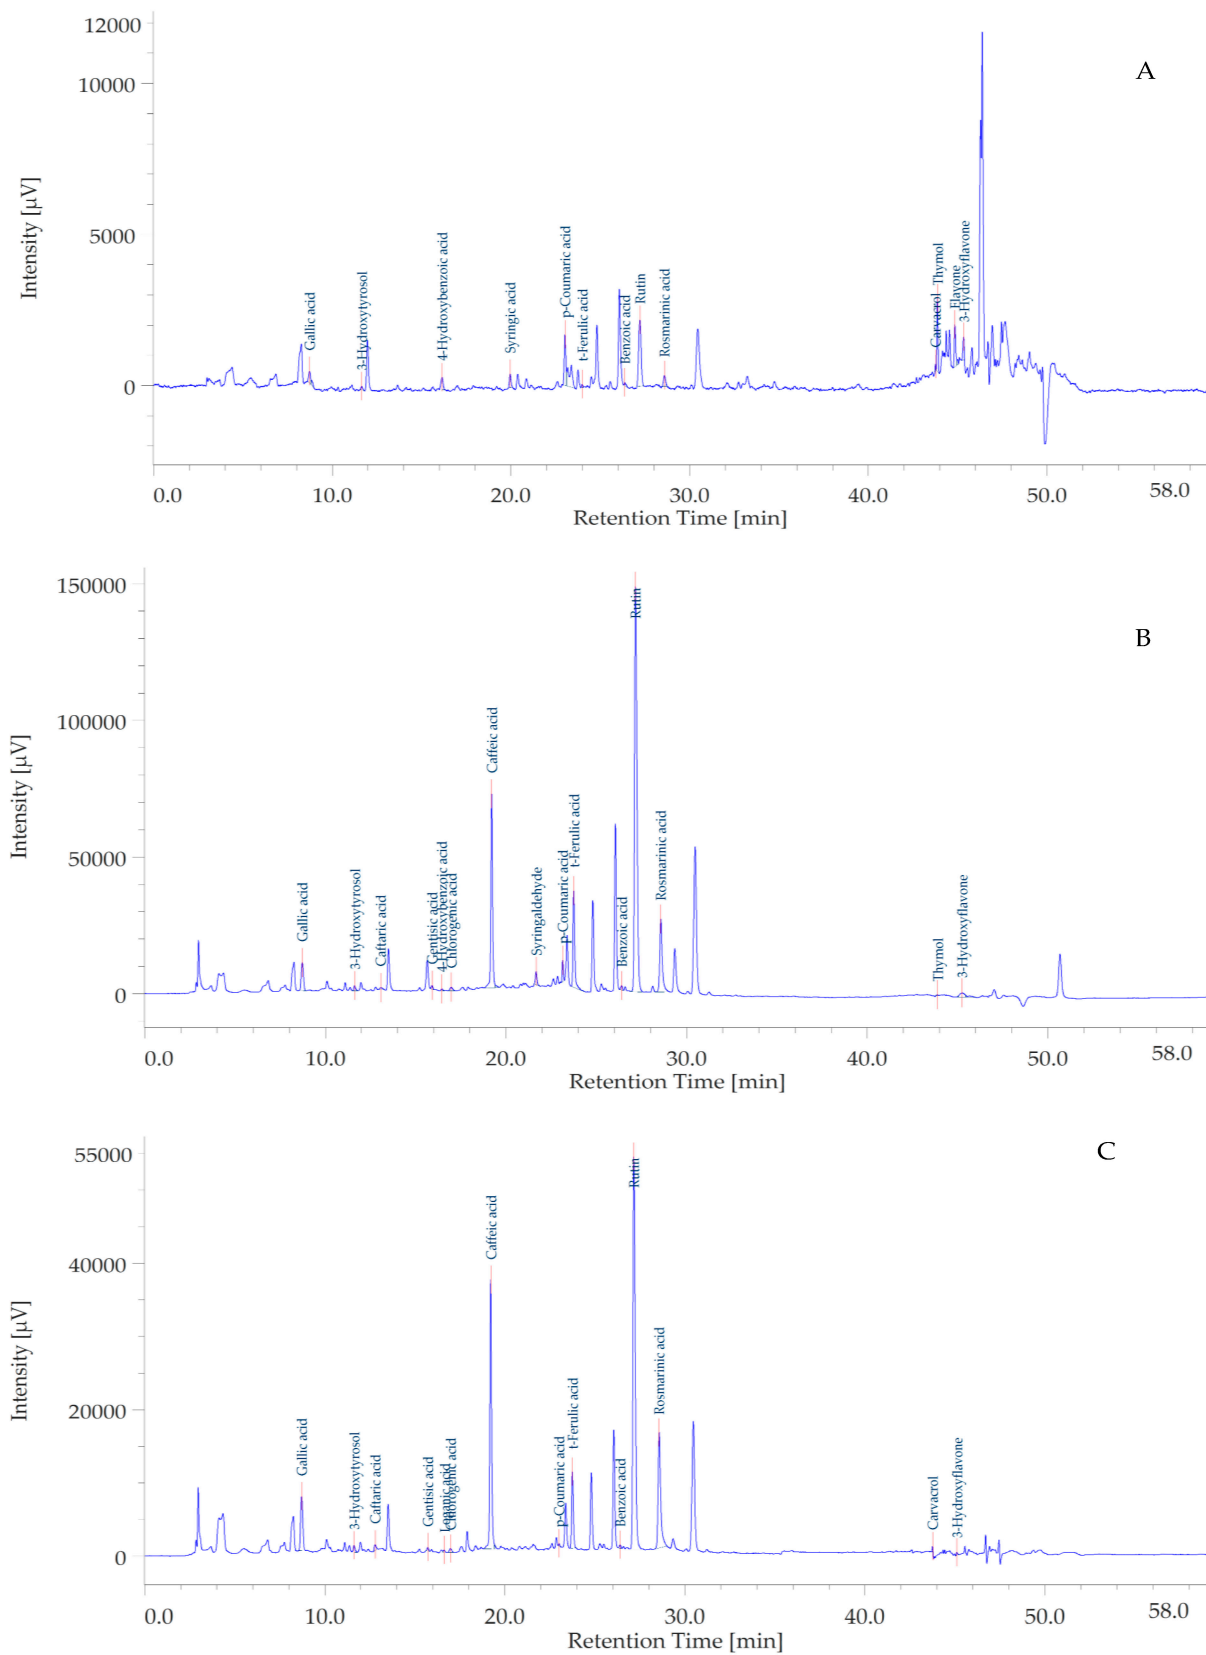 12000
A
10000
5000
0
Intensity [µV]
Gallic acid
3-Hydroxytyrosol
4-Hydroxybenzoic acid
Syringic acid
p-Coumaric acid
t-Ferulic acid
Benzoic acid
Rutin
Rosmarinic acid
Carvacrol
Thymol
Flavone
3-Hydroxyflavone
0.0 10.0 20.0 30.0 40.0 50.0 58.0
Retention Time [min]
150000
B
100000
50000
0
Intensity [µV]
Gallic acid
3-Hydroxytyrosol
Caftaric acid
Gentisic acid
4-Hydroxybenzoic acid
Chlorogenic acid
Caffeic acid
Syringaldehyde
p-Coumaric acid
t-Ferulic acid
Benzoic acid
Rutin
Rosmarinic acid
Thymol
3-Hydroxyflavone
0.0 10.0 20.0 30.0 40.0 50.0 58.0
Retention Time [min]
55000
C
40000
20000
0
Intensity [µV]
Gallic acid
3-Hydroxytyrosol
Caftaric acid
Gentisic acid
acid
Chlorogenic acid
Caffeic acid
p-Coumaric acid
t-Ferulic acid
Benzoic acid
Rutin
Rosmarinic acid
Carvacrol
3-Hydroxyflavone
0.0 10.0 20.0 30.0 40.0 50.0 58.0
Retention Time [min]